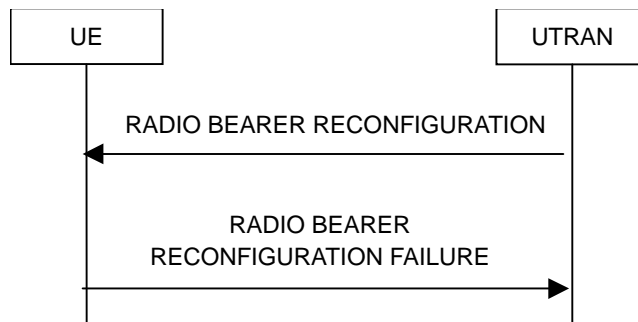 UE
UTRAN
RADIO BEARER RECONFIGURATION
RADIO BEARER
RECONFIGURATION FAILURE